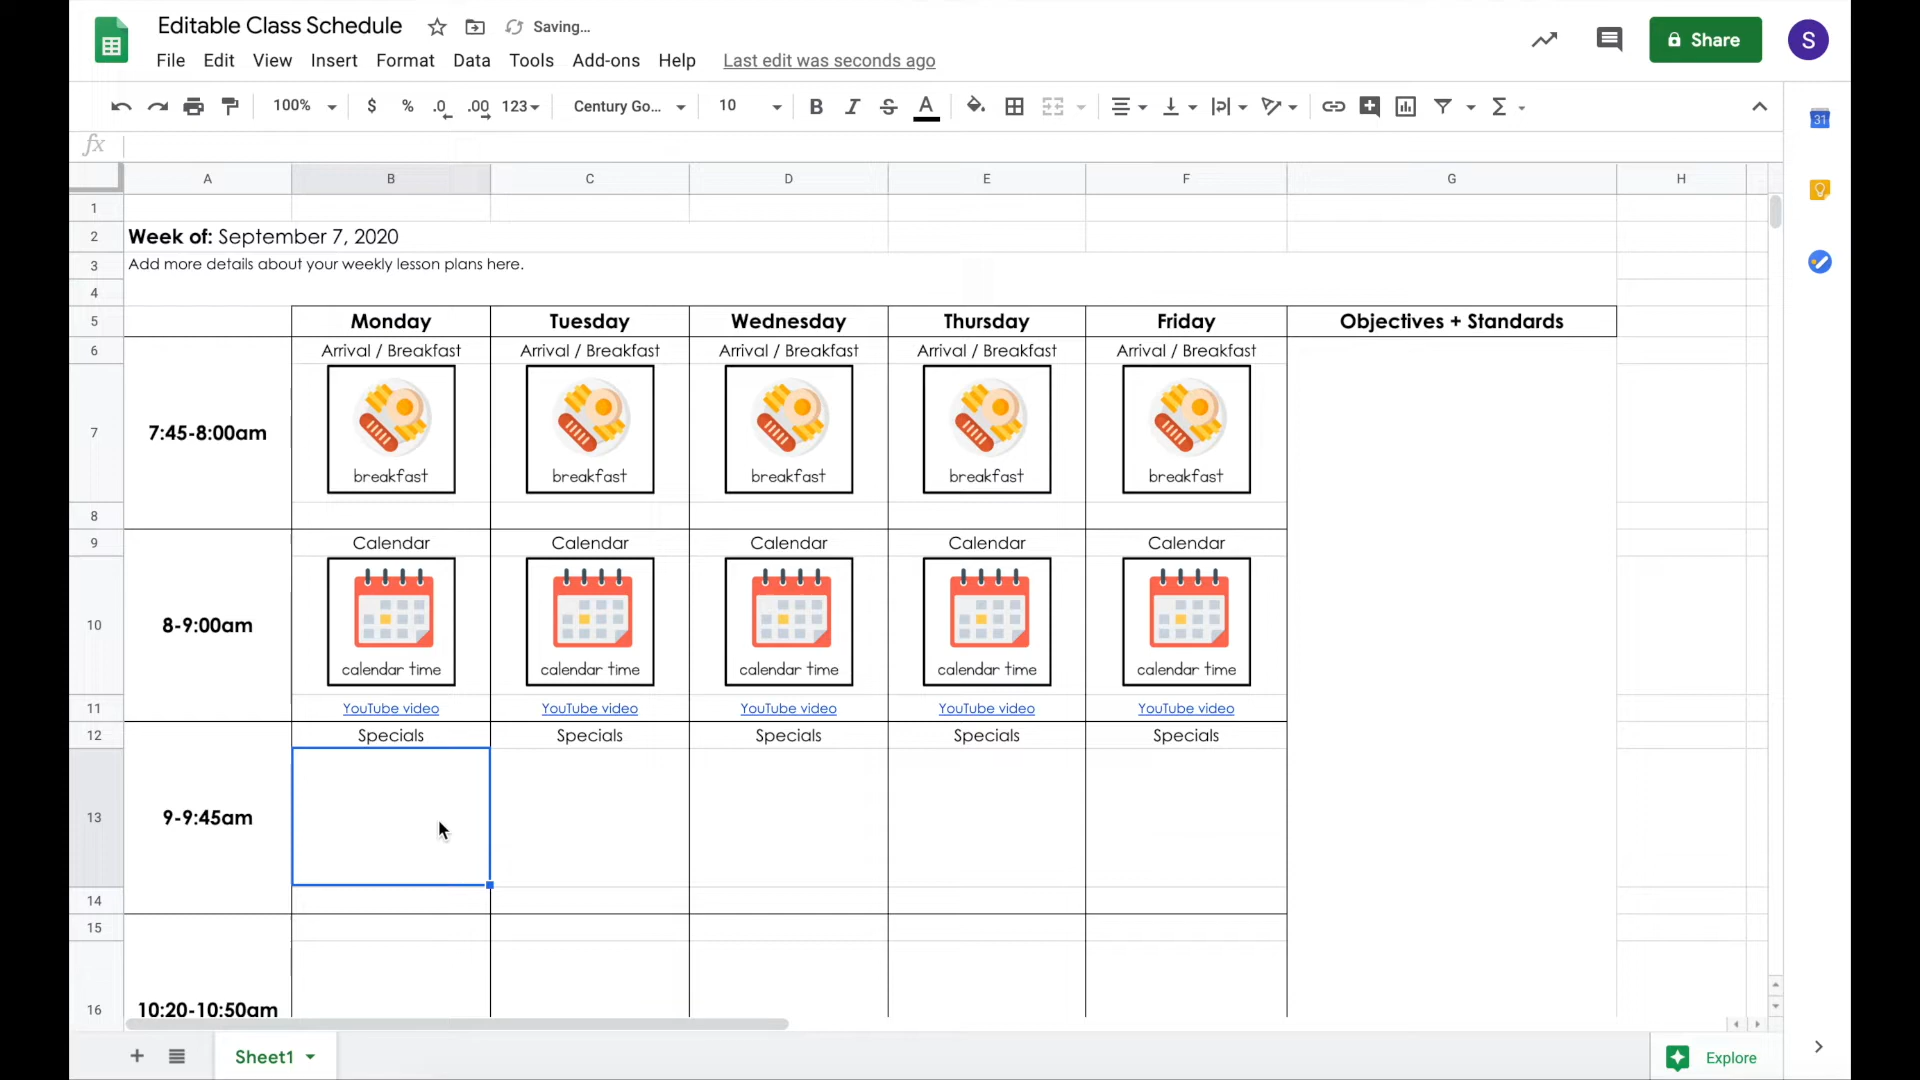 Editable Class Schedule Saving...
File Edit View Insert Format Data Tools Add-ons Help Last edit was seconds ago
Share
S
100% $ % .0 .00 123 Century Go... 10 B I S A Σ
31
fx
A B C D E F G H
1
2 Week of: September 7, 2020
3 Add more details about your weekly lesson plans here.
4
5 Monday Tuesday Wednesday Thursday Friday Objectives + Standards
6 Arrival / Breakfast Arrival / Breakfast Arrival / Breakfast Arrival / Breakfast Arrival / Breakfast
7 7:45-8:00am
breakfast breakfast breakfast breakfast breakfast
8
9 Calendar Calendar Calendar Calendar Calendar
10 8-9:00am
calendar time calendar time calendar time calendar time calendar time
11 YouTube video YouTube video YouTube video YouTube video YouTube video
12 Specials Specials Specials Specials Specials
13 9-9:45am
14
15
16 10:20-10:50am
Sheet1
Explore